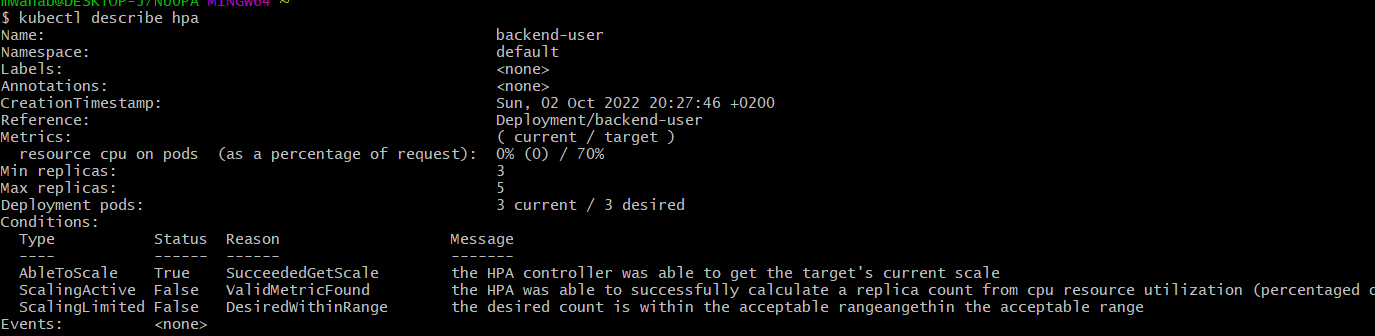 mwahab@DESKTOP-J7N0OPA MINGW64 ~
$ kubectl describe hpa
Name: backend-user
Namespace: default
Labels: <none>
Annotations: <none>
CreationTimestamp: Sun, 02 Oct 2022 20:27:46 +0200
Reference: Deployment/backend-user
Metrics: ( current / target )
resource cpu on pods (as a percentage of request): 0% (0) / 70%
Min replicas: 3
Max replicas: 5
Deployment pods: 3 current / 3 desired
Conditions:
Type Status Reason Message
---- ------ ------ -------
AbleToScale True SucceededGetScale the HPA controller was able to get the target's current scale
ScalingActive False ValidMetricFound the HPA was able to successfully calculate a replica count from cpu resource utilization (percentaged c
ScalingLimited False DesiredWithinRange the desired count is within the acceptable rangeangethin the acceptable range
Events: <none>